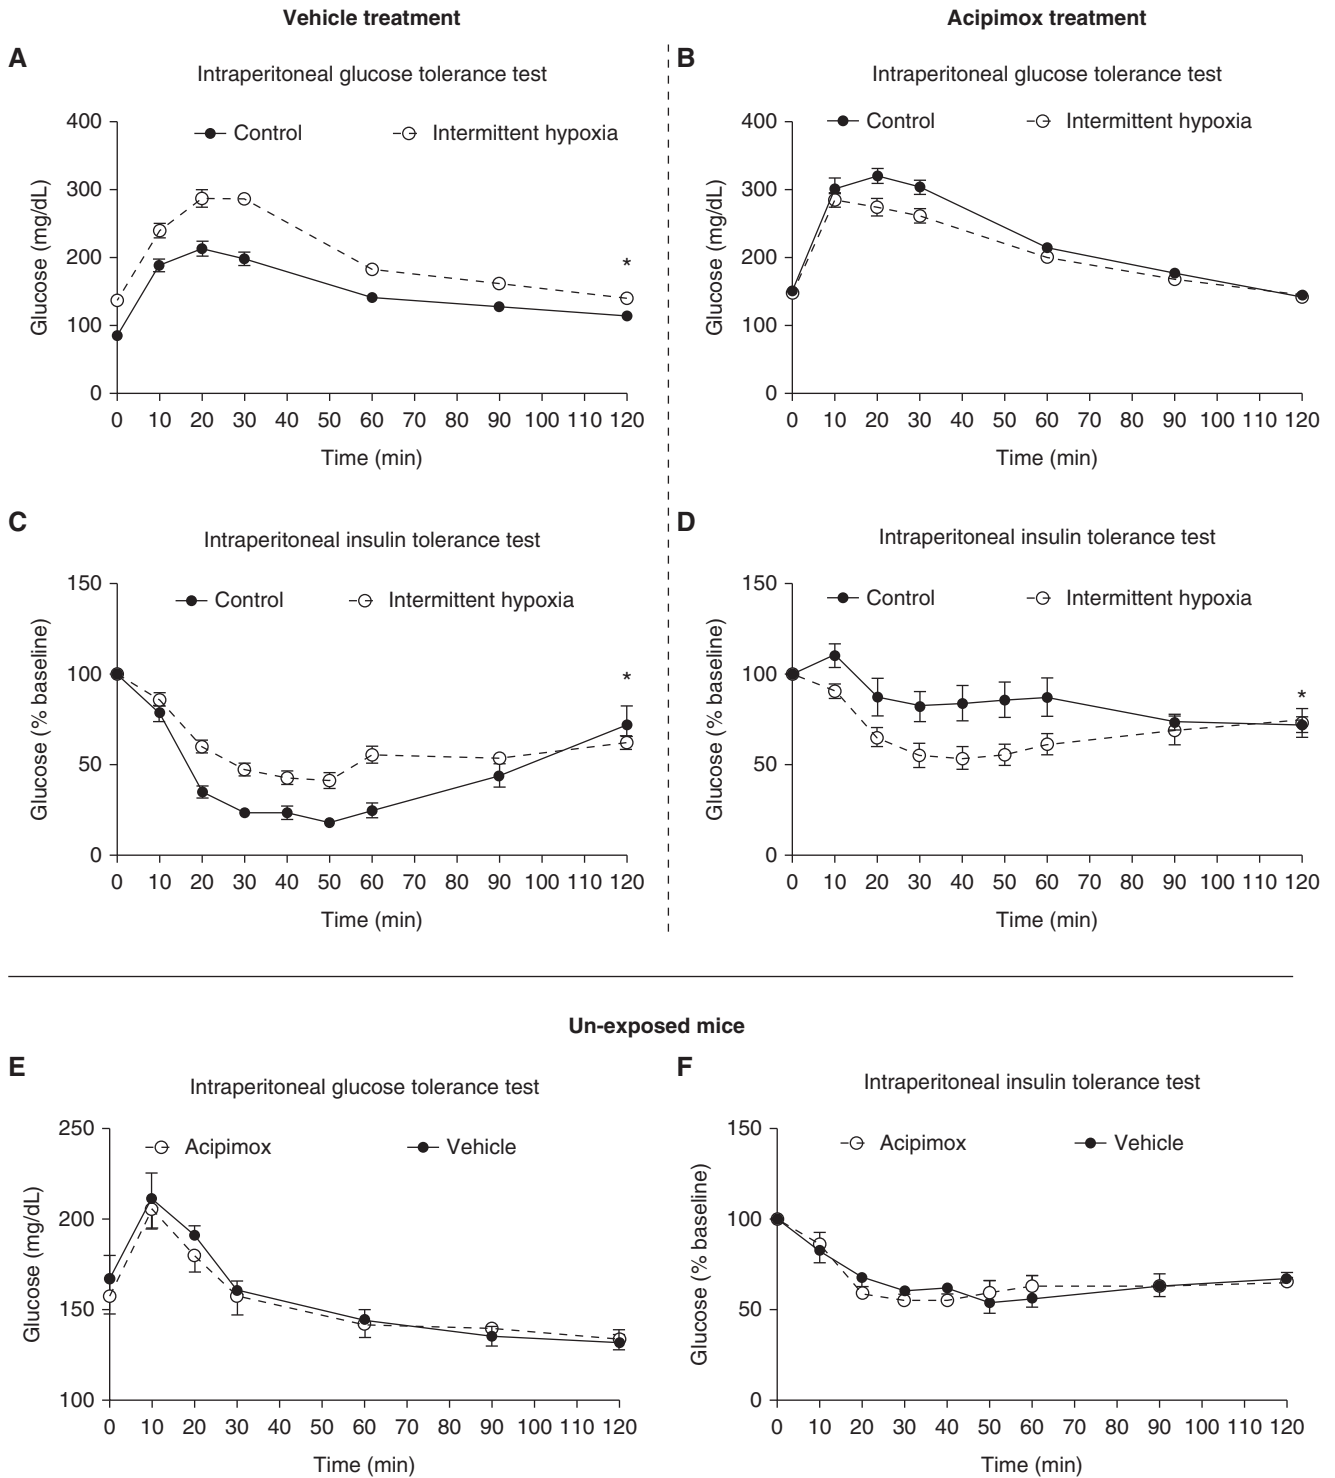 Vehicle treatment
Acipimox treatment
A
Intraperitoneal glucose tolerance test
Control
Intermittent hypoxia
Glucose (mg/dL)
400
300
200
100
0
*
0 10 20 30 40 50 60 70 80 90 100 110 120
Time (min)
B
Intraperitoneal glucose tolerance test
Control
Intermittent hypoxia
Glucose (mg/dL)
400
300
200
100
0
0 10 20 30 40 50 60 70 80 90 100 110 120
Time (min)
C
Intraperitoneal insulin tolerance test
Control
Intermittent hypoxia
Glucose (% baseline)
150
100
50
0
*
0 10 20 30 40 50 60 70 80 90 100 110 120
Time (min)
D
Intraperitoneal insulin tolerance test
Control
Intermittent hypoxia
Glucose (% baseline)
150
100
50
0
*
0 10 20 30 40 50 60 70 80 90 100 110 120
Time (min)
Un-exposed mice
E
Intraperitoneal glucose tolerance test
Acipimox
Vehicle
Glucose (mg/dL)
250
200
150
100
0 10 20 30 40 50 60 70 80 90 100 110 120
Time (min)
F
Intraperitoneal insulin tolerance test
Acipimox
Vehicle
Glucose (% baseline)
150
100
50
0
0 10 20 30 40 50 60 70 80 90 100 110 120
Time (min)